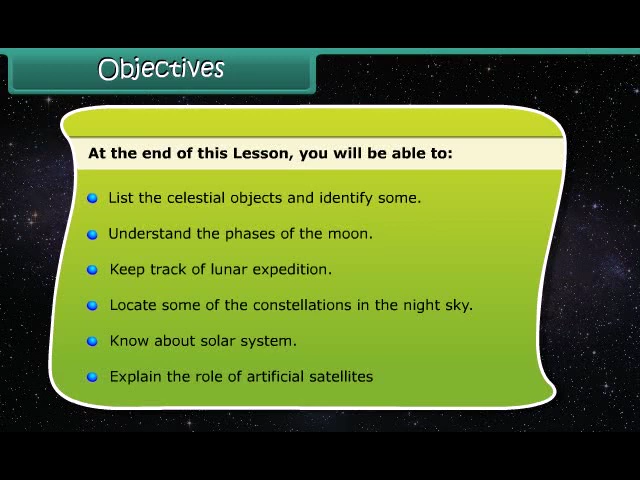 Objectives
At the end of this Lesson, you will be able to:
List the celestial objects and identify some.
Understand the phases of the moon.
Keep track of lunar expedition.
Locate some of the constellations in the night sky.
Know about solar system.
Explain the role of artificial satellites